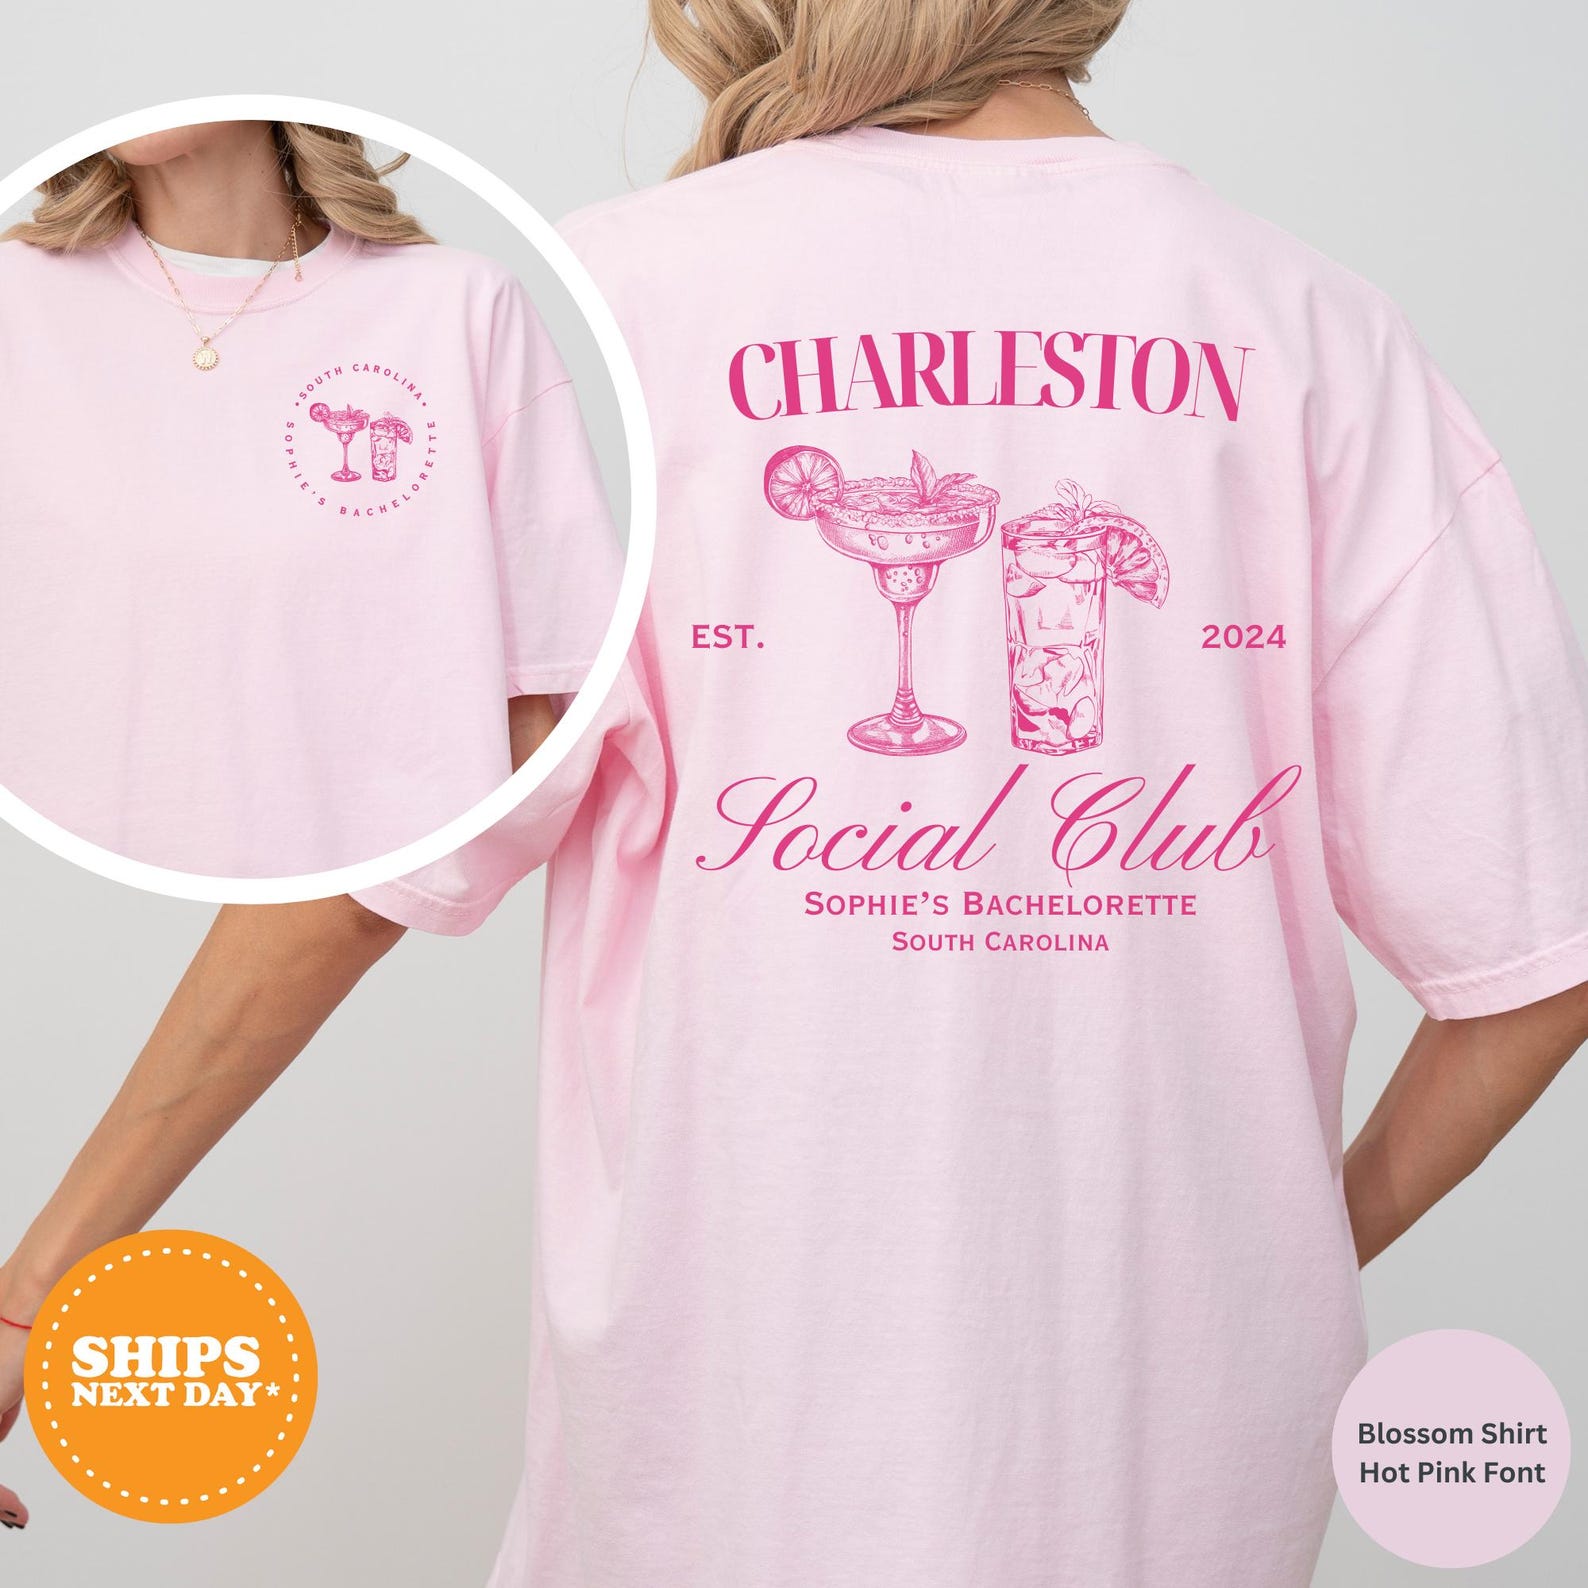 •SOUTH CAROLINA•
SOPHIE'S BACHELORETTE
CHARLESTON
EST. 2024
Social Club
SOPHIE'S BACHELORETTE
SOUTH CAROLINA
SHIPS
NEXT DAY*
Blossom Shirt
Hot Pink Font